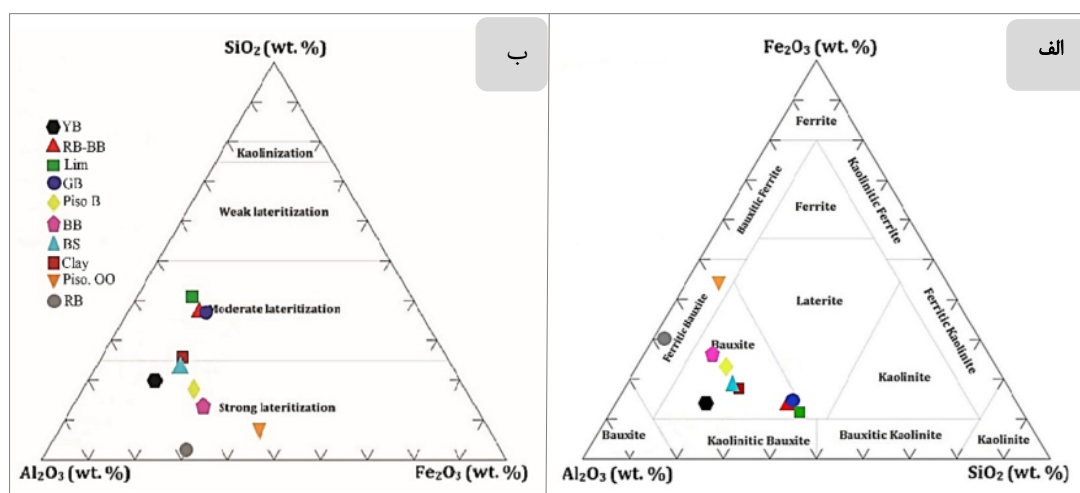 ب
SiO₂ (wt. %)
YB
RB-BB
Lim
GB
Piso B
BB
BS
Clay
Piso. OO
RB
Kaolinization
Weak lateritization
Moderate lateritization
Strong lateritization
Al₂O₃ (wt. %)
Fe₂O₃ (wt. %)
الف
Fe₂O₃ (wt. %)
Ferrite
Bauxitic Ferrite
Kaolinitic Ferrite
Ferrite
Laterite
Ferritic Bauxite
Ferritic Kaolinite
Bauxite
Kaolinite
Bauxite
Kaolinitic Bauxite
Bauxitic Kaolinite
Kaolinite
Al₂O₃ (wt. %)
SiO₂ (wt. %)